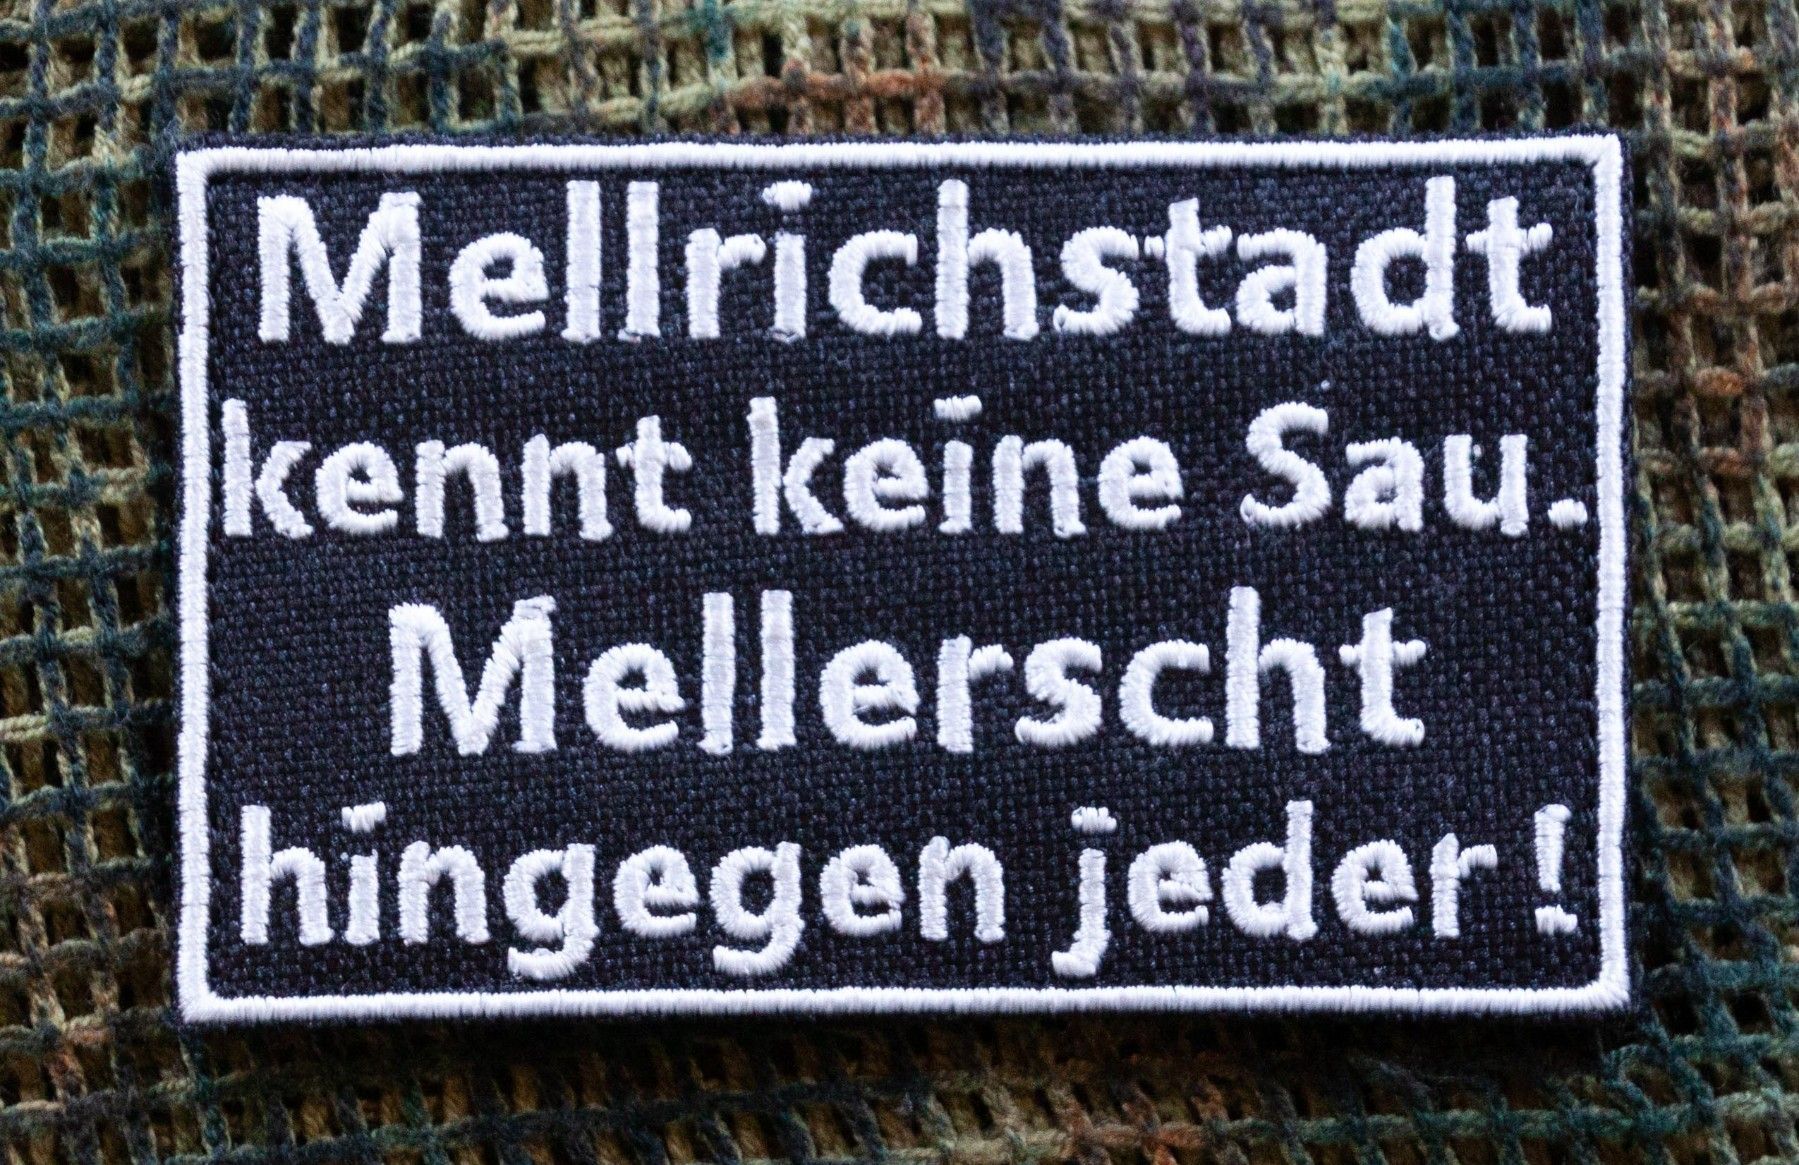 Mellrichstadt
kennt keine Sau.
Mellerscht
hingegen jeder!